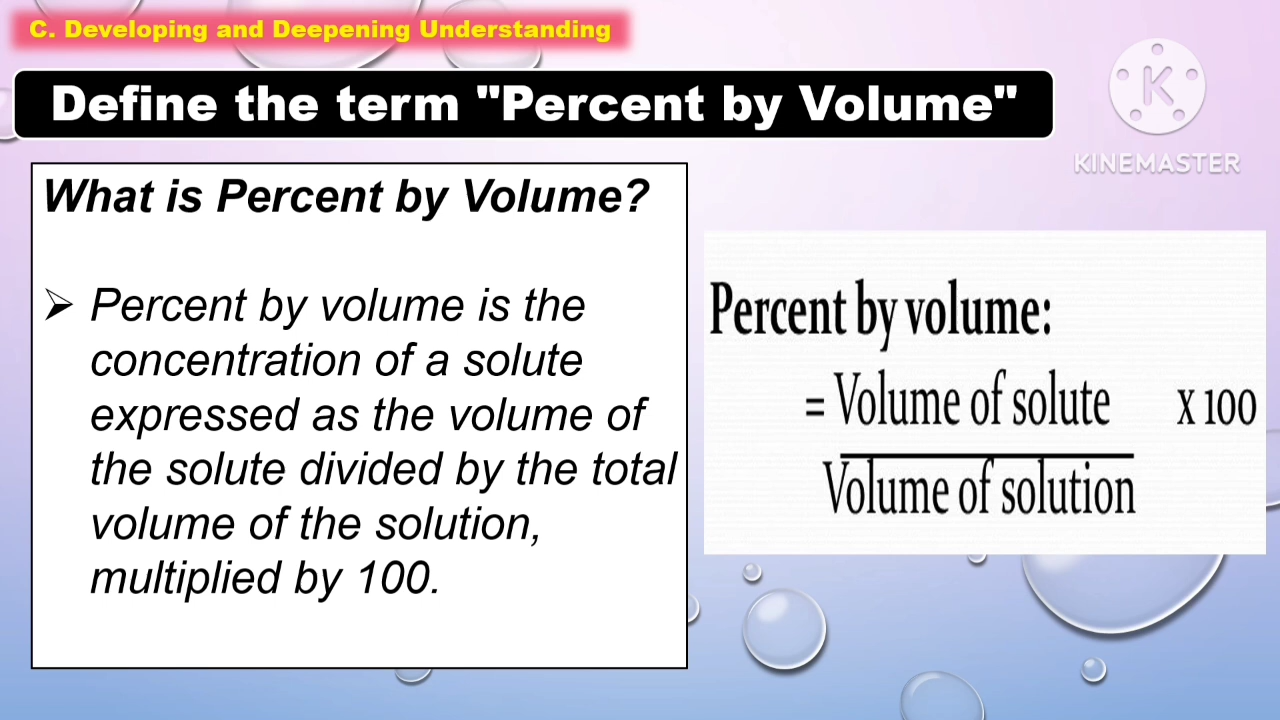 C. Developing and Deepening Understanding
Define the term "Percent by Volume"
K
KINEMASTER
What is Percent by Volume?
➢ Percent by volume is the
concentration of a solute
expressed as the volume of
the solute divided by the total
volume of the solution,
multiplied by 100.
Percent by volume:
= Volume of solute X 100
Volume of solution